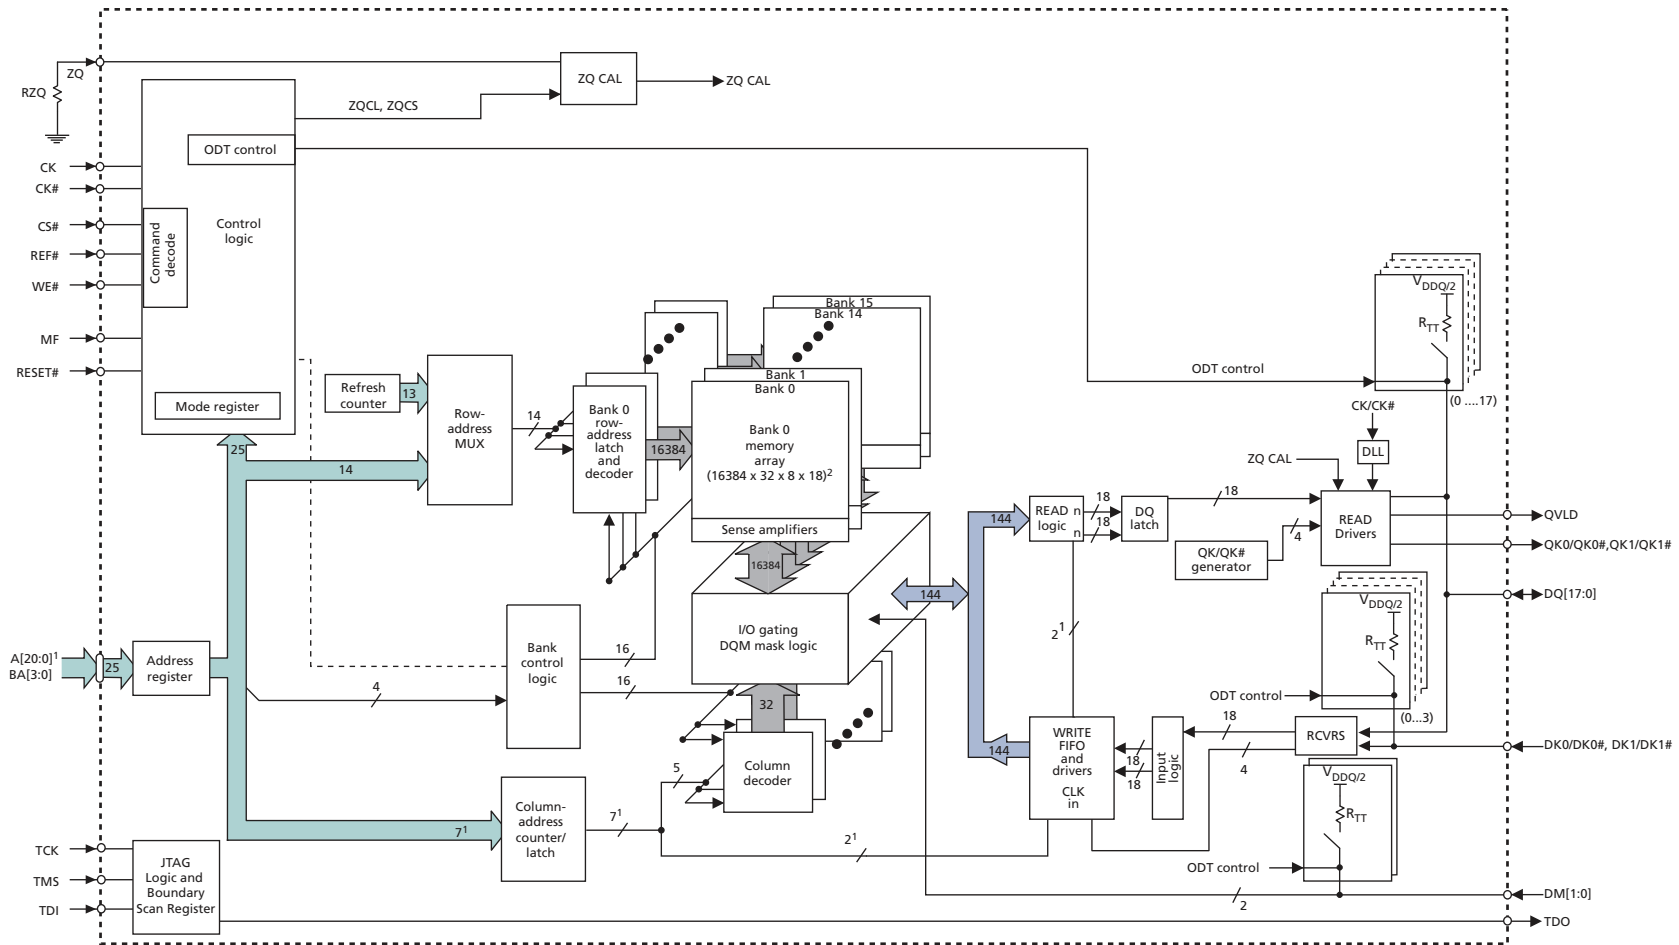 ZQ
RZQ
ZQ CAL
ZQ CAL
ZQCL, ZQCS
ODT control
CK
CK#
CS#
REF#
WE#
MF
RESET#
Command
decode
Control
logic
Mode register
Refresh
counter
13
Row-
address
MUX
25
14
14
Bank 0
row-
address
latch
and
decoder
16384
Bank 15
Bank 14
Bank 1
Bank 0
Bank 0
memory
array
(16384 x 32 x 8 x 18)²
Sense amplifiers
16384
I/O gating
DQM mask logic
32
144
144
144
READ n
logic
n
18
18
DQ
latch
18
ODT control
VDDQ/2
RTT
(0 ....17)
CK/CK#
DLL
ZQ CAL
READ
Drivers
4
QK/QK#
generator
QVLD
QK0/QK0#,QK1/QK1#
DQ[17:0]
VDDQ/2
RTT
ODT control
(0...3)
2¹
A[20:0]¹
BA[3:0]
25
Address
register
4
Bank
control
logic
16
16
WRITE
FIFO
and
drivers
CLK
in
18
18
Input
logic
18
4
RCVRS
DK0/DK0#, DK1/DK1#
VDDQ/2
RTT
ODT control
5
Column
decoder
7¹
Column-
address
counter/
latch
7¹
2¹
2
DM[1:0]
TCK
TMS
TDI
JTAG
Logic and
Boundary
Scan Register
TDO